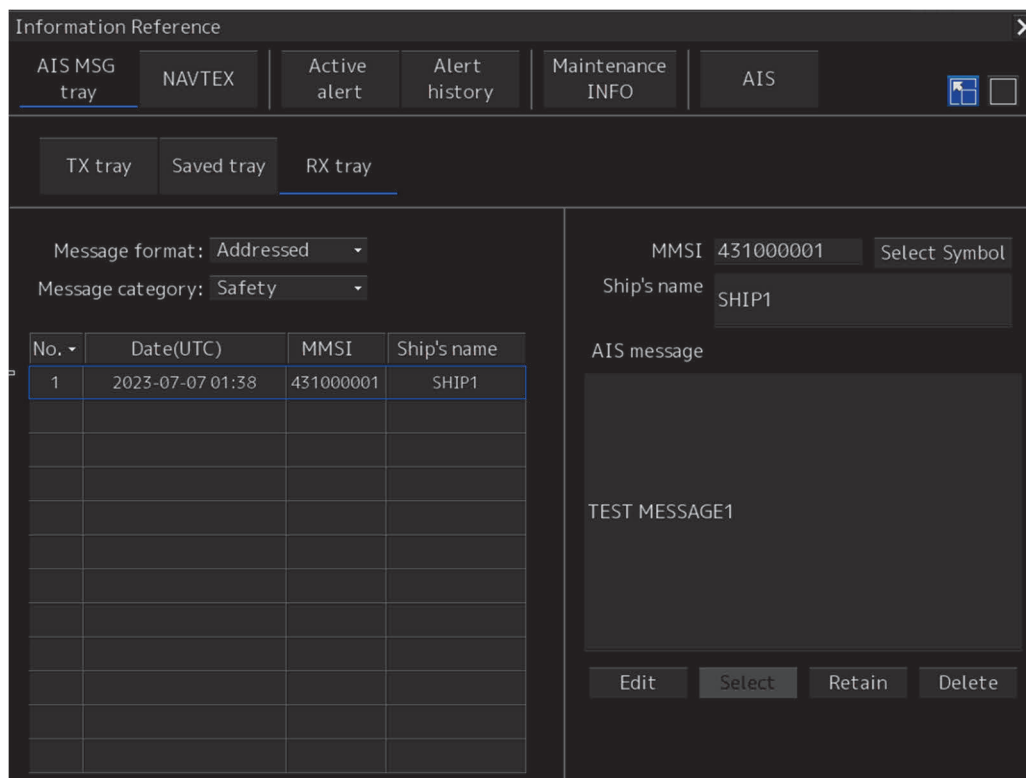 Information Reference
AIS MSG tray
NAVTEX
Active alert
Alert history
Maintenance INFO
AIS
TX tray
Saved tray
RX tray
Message format: Addressed
Message category: Safety
No. Date(UTC) MMSI Ship's name
1 2023-07-07 01:38 431000001 SHIP1
MMSI 431000001 Select Symbol
Ship's name SHIP1
AIS message
TEST MESSAGE1
Edit Select Retain Delete